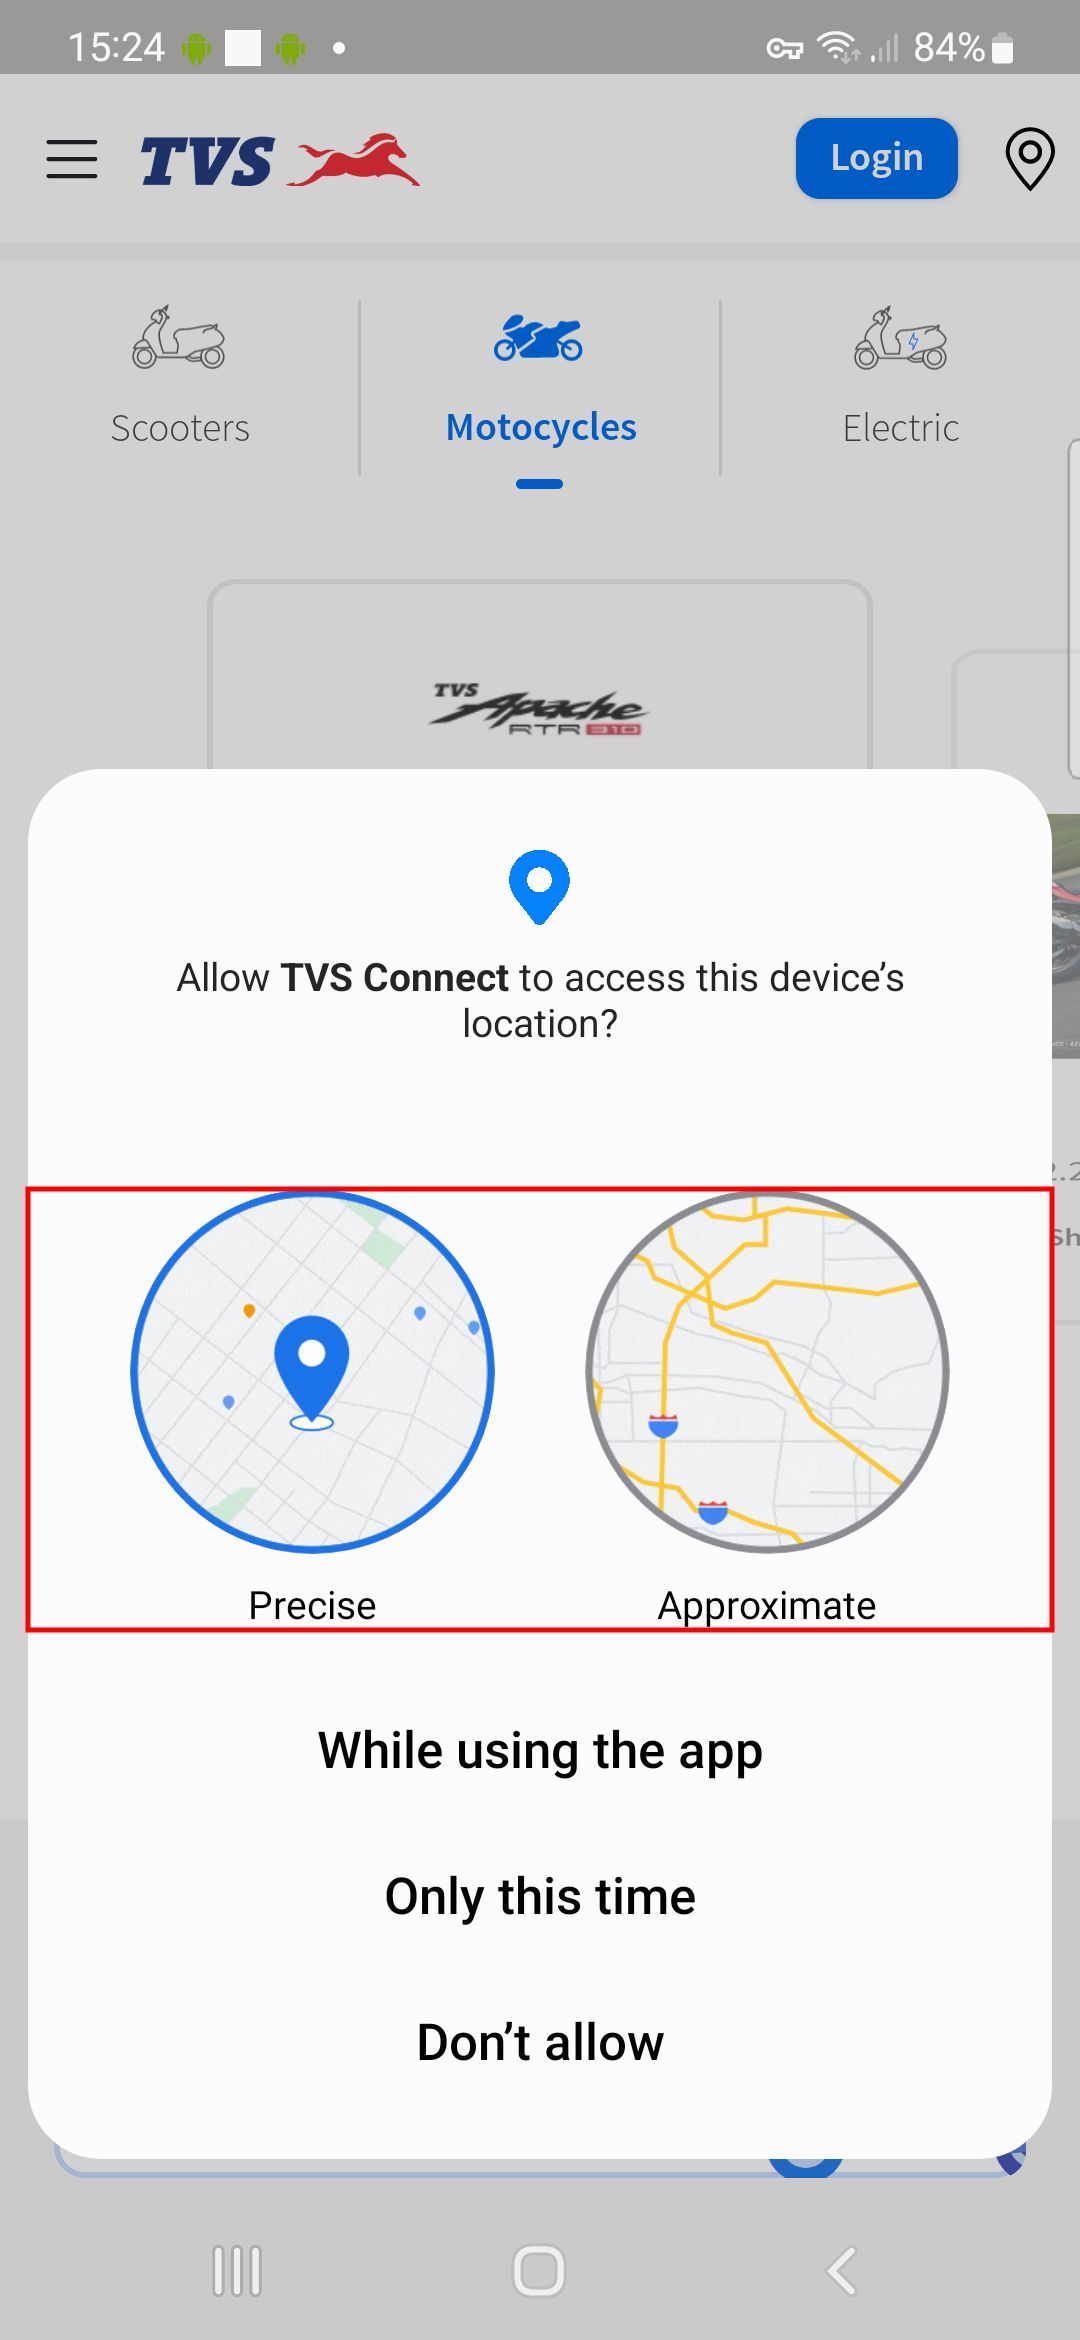 15:24
84%
TVS
Login
Scooters
Motocycles
Electric
TVS
Apache
RTR 310
Allow TVS Connect to access this device's
location?
Precise
Approximate
While using the app
Only this time
Don't allow